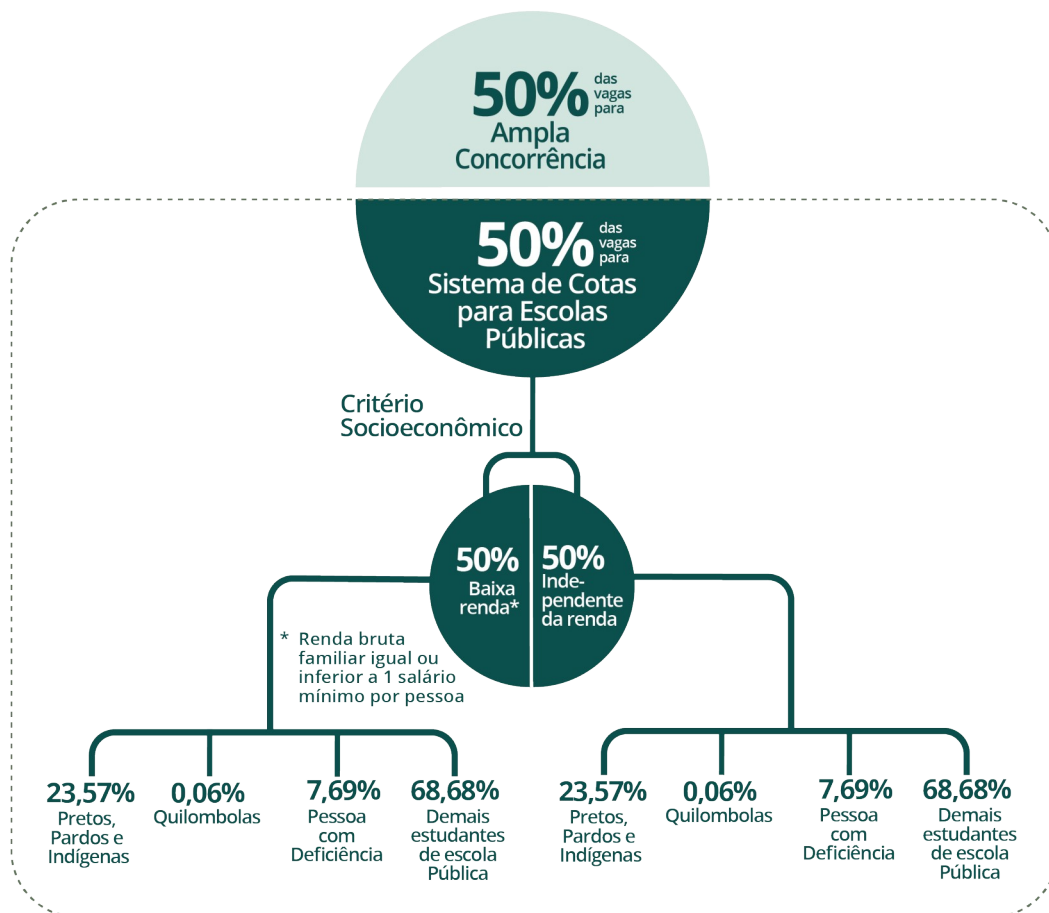 50% das
vagas
para
Ampla
Concorrência
50% das
vagas
para
Sistema de Cotas
para Escolas
Públicas
Critério
Socioeconômico
50%
Baixa
renda*
50%
Inde-
pendente
da renda
* Renda bruta
familiar igual ou
inferior a 1 salário
mínimo por pessoa
23,57%
Pretos,
Pardos e
Indígenas
0,06%
Quilombolas
7,69%
Pessoa
com
Deficiência
68,68%
Demais
estudantes
de escola
Pública
23,57%
Pretos,
Pardos e
Indígenas
0,06%
Quilombolas
7,69%
Pessoa
com
Deficiência
68,68%
Demais
estudantes
de escola
Pública